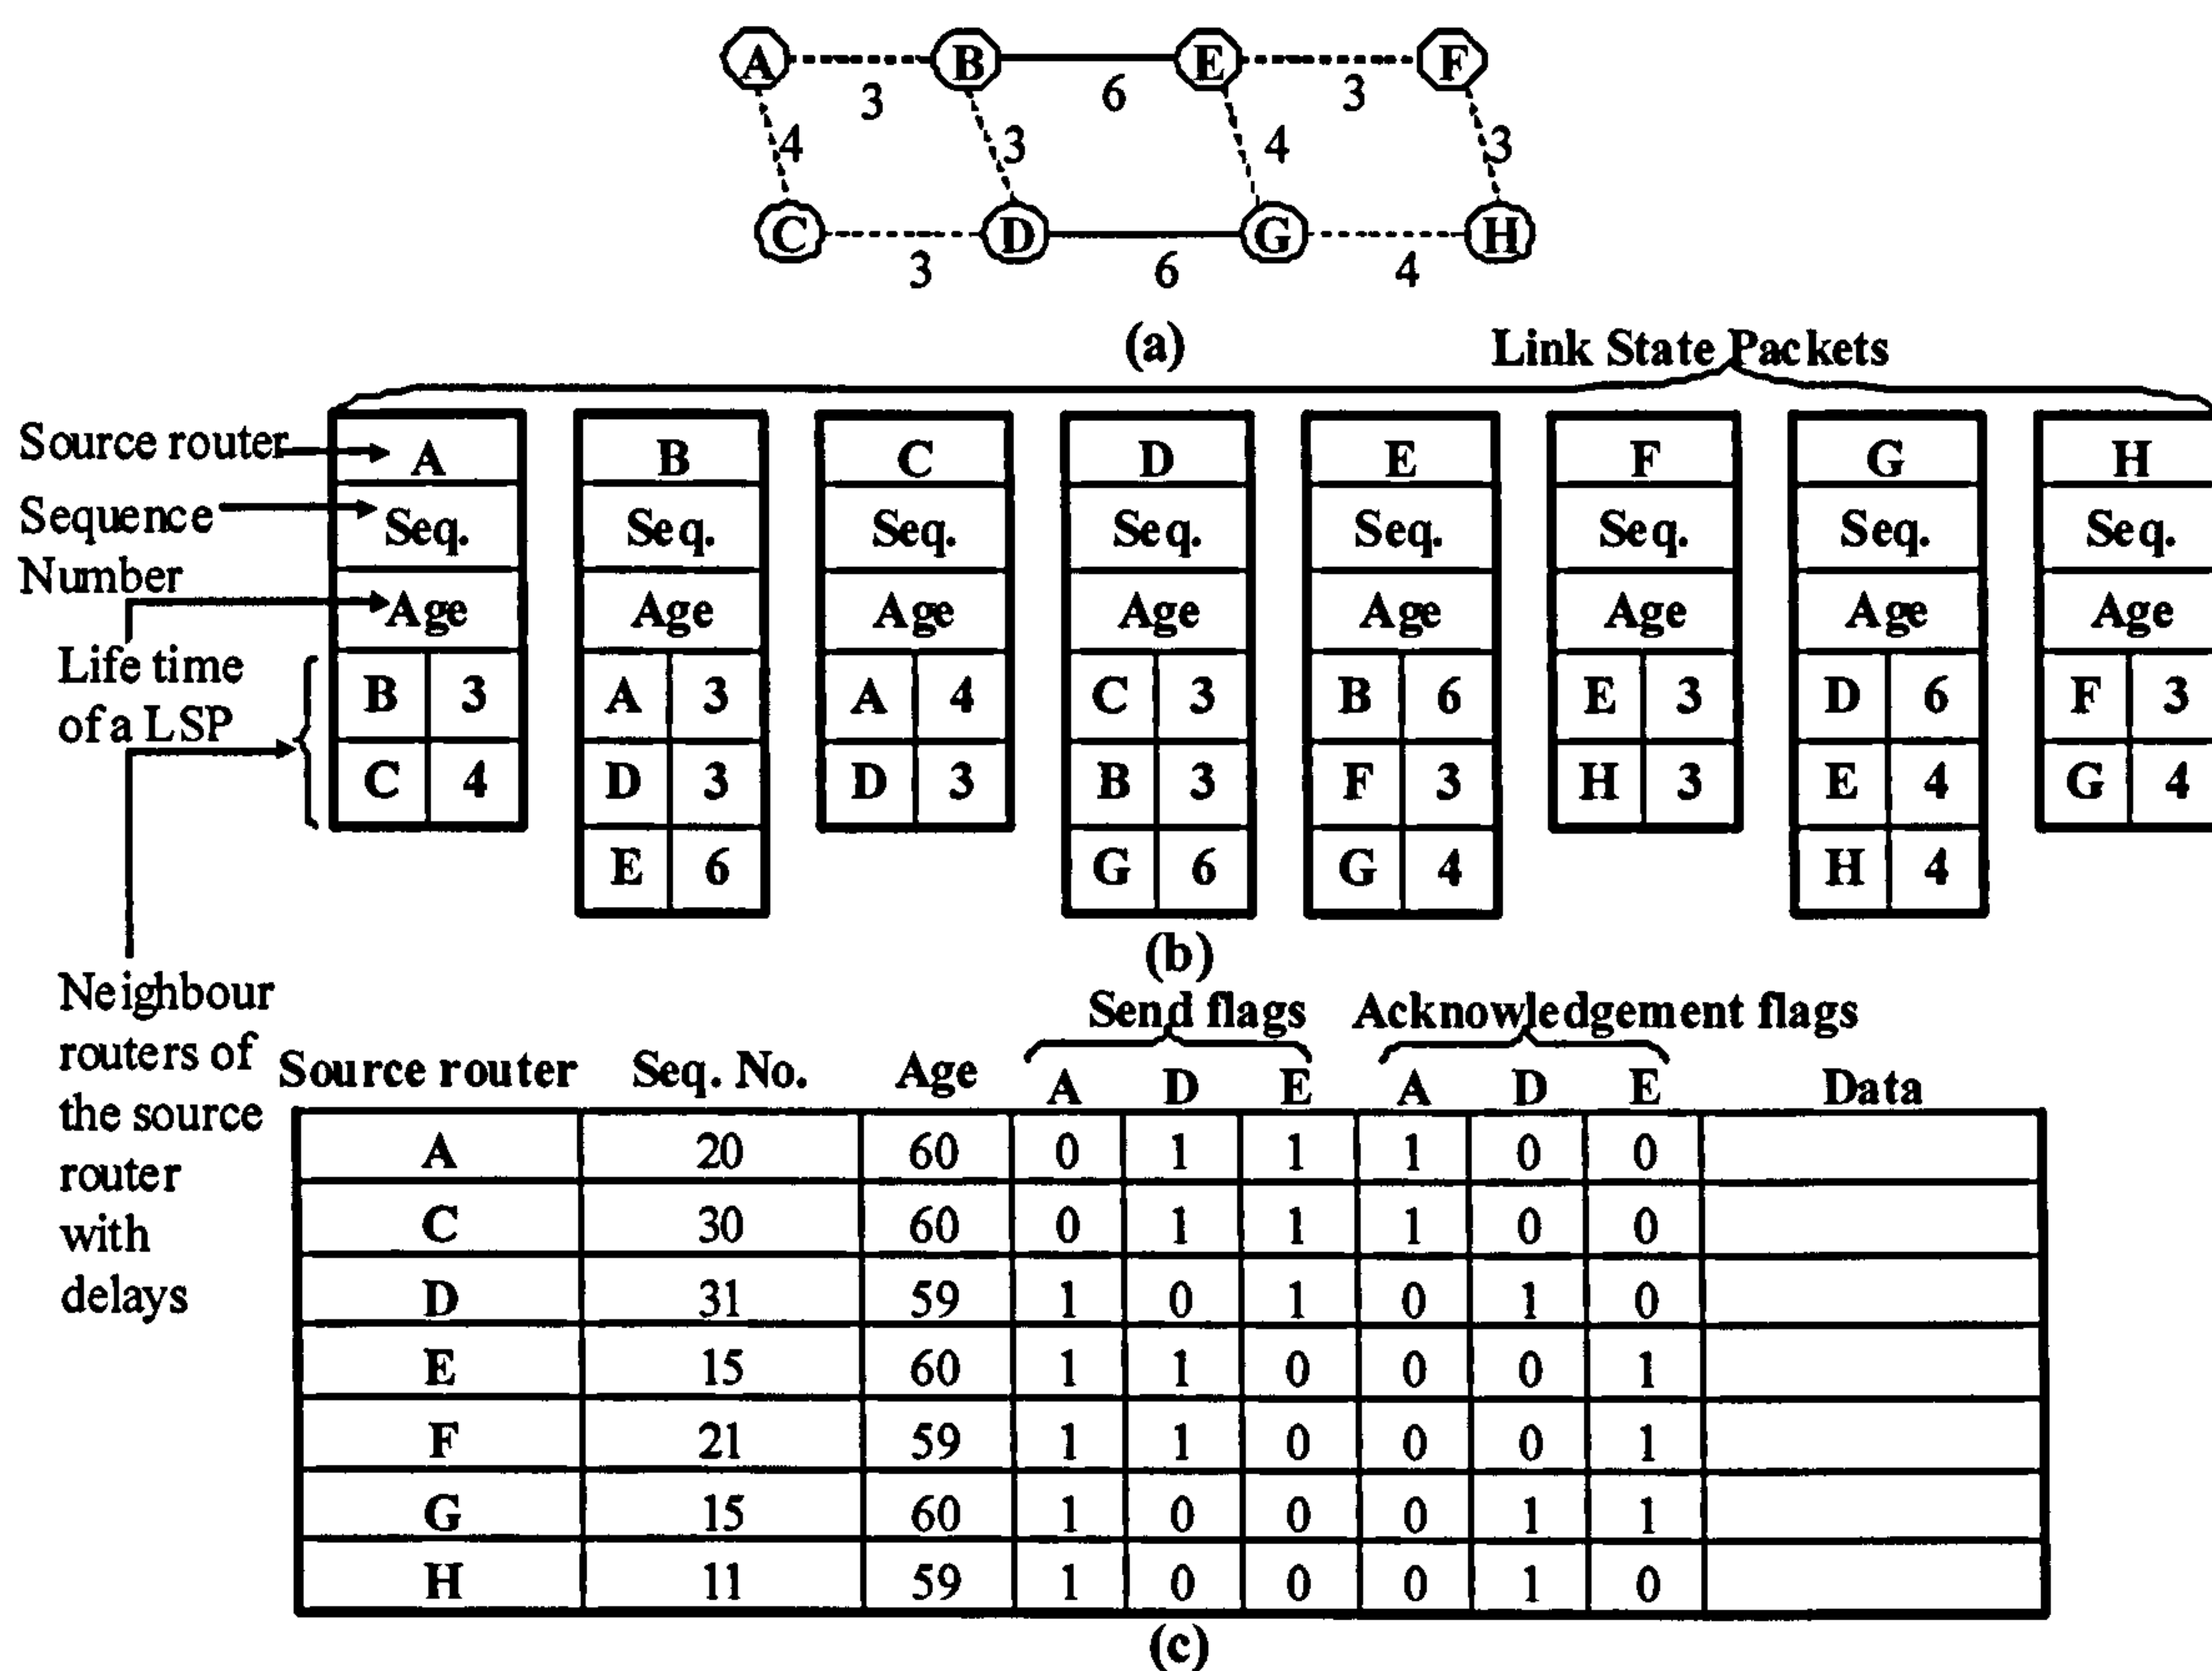 A B E F
3 6 3
4 3 4 3
C D G H
3 6 4
(a)
Link State Packets
Source router
Sequence
Number
Life time
of a LSP
Neighbour
routers of
the source
router
with
delays
A B C D E F G H
Seq. Seq. Seq. Seq. Seq. Seq. Seq. Seq.
Age Age Age Age Age Age Age Age
B 3 A 3 A 4 C 3 B 6 E 3 D 6 F 3
C 4 D 3 D 3 B 3 F 3 H 3 E 4 G 4
E 6 G 6 G 4 H 4
(b)
Send flags Acknowledgement flags
Source router Seq. No. Age A D E A D E Data
A 20 60 0 1 1 1 0 0
C 30 60 0 1 1 1 0 0
D 31 59 1 0 1 0 1 0
E 15 60 1 1 0 0 0 1
F 21 59 1 1 0 0 0 1
G 15 60 1 0 0 0 1 1
H 11 59 1 0 0 0 1 0
(c)